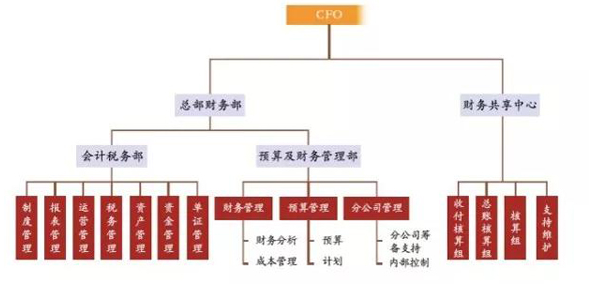 CFO
总部财务部
财务共享中心
会计税务部
预算及财务管理部
制度管理
报表管理
运营管理
税务管理
资产管理
资金管理
单证管理
财务管理
预算管理
分公司管理
收付核算组
总账核算组
核算组
支持维护
财务分析
成本管理
预算
计划
分公司筹
备支持
内部控制